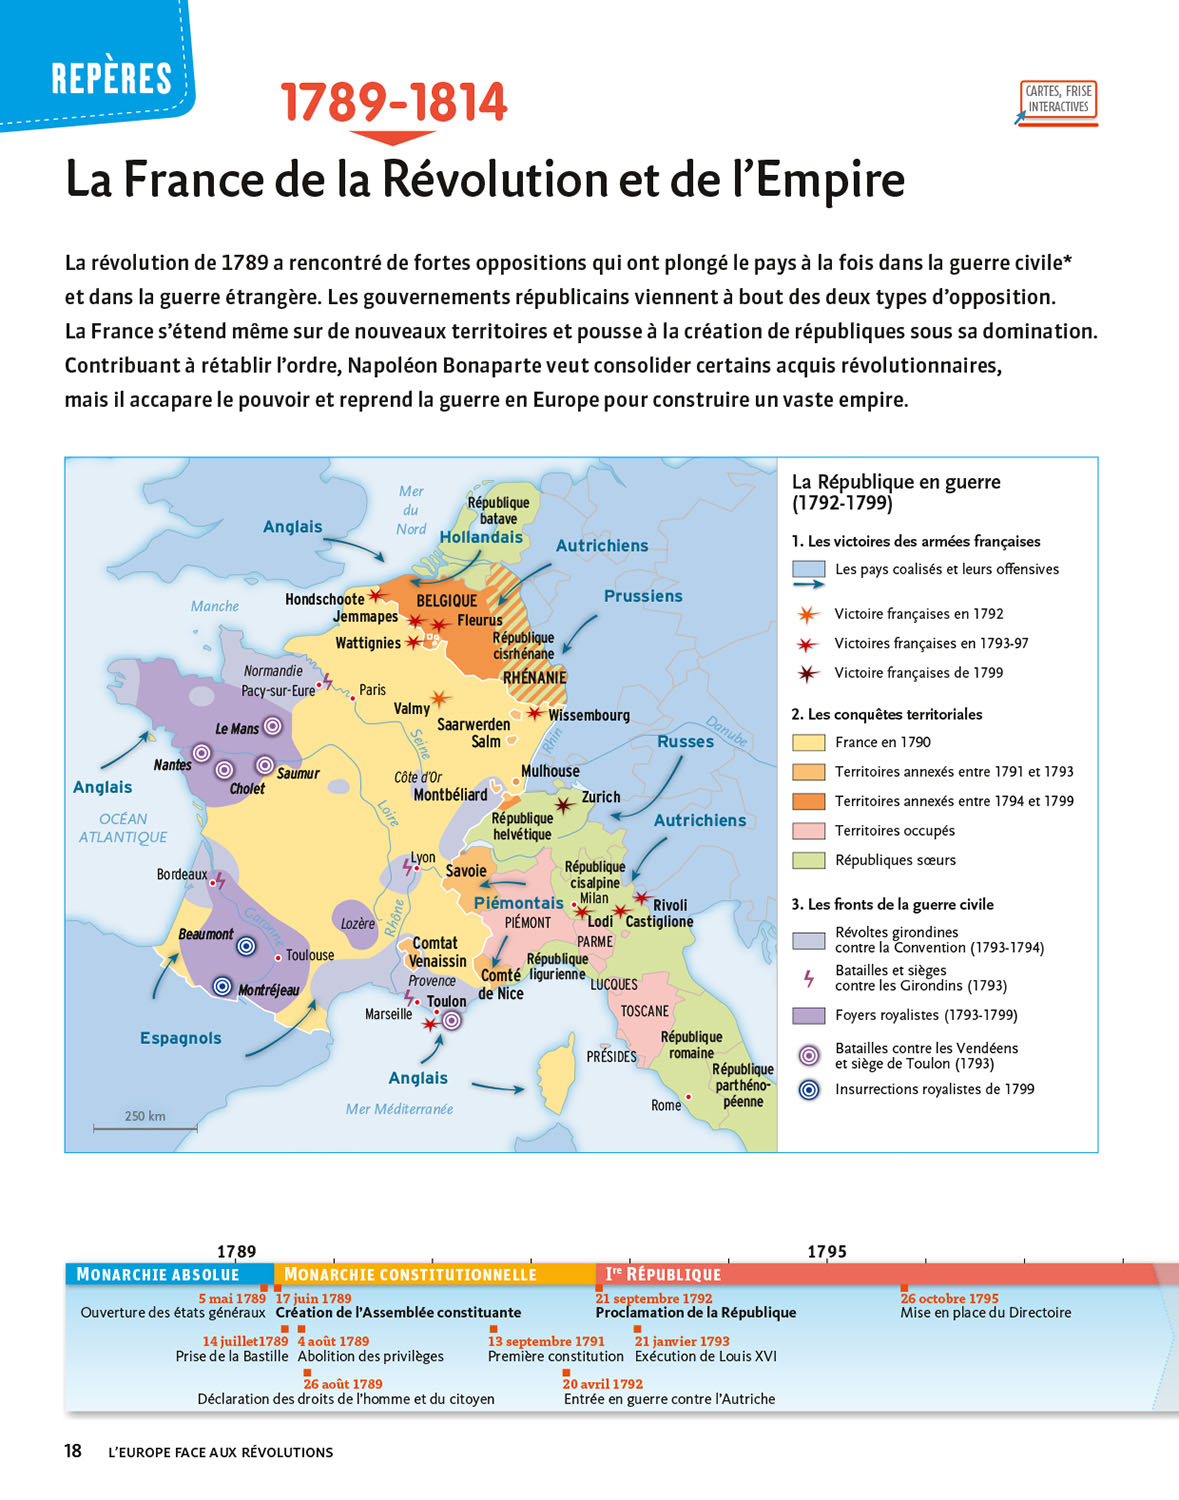 REPÈRES
1789-1814
CARTES, FRISE
INTERACTIVES
La France de la Révolution et de l’Empire
La révolution de 1789 a rencontré de fortes oppositions qui ont plongé le pays à la fois dans la guerre civile*
et dans la guerre étrangère. Les gouvernements républicains viennent à bout des deux types d’opposition.
La France s’étend même sur de nouveaux territoires et pousse à la création de républiques sous sa domination.
Contribuant à rétablir l’ordre, Napoléon Bonaparte veut consolider certains acquis révolutionnaires,
mais il accapare le pouvoir et reprend la guerre en Europe pour construire un vaste empire.
Mer
du
Nord
République
batave
Anglais
Hollandais
Autrichiens
Prussiens
Manche
Hondschoote
BELGIQUE
Jemmapes
Fleurus
Wattignies
République
cisrhénane
RHÉNANIE
Normandie
Pacy-sur-Eure
Paris
Valmy
Seine
Saarwerden
Salm
Wissembourg
Rhin
Danube
Russes
Le Mans
Nantes
Cholet
Saumur
Anglais
OCÉAN
ATLANTIQUE
Côte d’Or
Montbéliard
Mulhouse
Loire
Zurich
République
helvétique
Autrichiens
Lyon
Savoie
République
cisalpine
Milan
Bordeaux
Piémontais
PIÉMONT
Rivoli
Lodi
Castiglione
Garonne
Lozère
Rhône
Beaumont
Toulouse
Montréjeau
Comtat
Venaissin
Provence
Comté
de Nice
PARME
République
ligurienne
LUCQUES
Marseille
Toulon
TOSCANE
Espagnols
Anglais
PRÉSIDES
République
romaine
République
parthéno-
péenne
Rome
Mer Méditerranée
250 km
La République en guerre
(1792-1799)
1. Les victoires des armées françaises
Les pays coalisés et leurs offensives
Victoire françaises en 1792
Victoires françaises en 1793-97
Victoire françaises de 1799
2. Les conquêtes territoriales
France en 1790
Territoires annexés entre 1791 et 1793
Territoires annexés entre 1794 et 1799
Territoires occupés
Républiques sœurs
3. Les fronts de la guerre civile
Révoltes girondines
contre la Convention (1793-1794)
Batailles et sièges
contre les Girondins (1793)
Foyers royalistes (1793-1799)
Batailles contre les Vendéens
et siège de Toulon (1793)
Insurrections royalistes de 1799
1789 1795
MONARCHIE ABSOLUE MONARCHIE CONSTITUTIONNELLE Ire RÉPUBLIQUE
5 mai 1789 17 juin 1789 21 septembre 1792 26 octobre 1795
Ouverture des états généraux Création de l’Assemblée constituante Proclamation de la République Mise en place du Directoire
14 juillet1789 4 août 1789 13 septembre 1791 21 janvier 1793
Prise de la Bastille Abolition des privilèges Première constitution Exécution de Louis XVI
26 août 1789 20 avril 1792
Déclaration des droits de l’homme et du citoyen Entrée en guerre contre l’Autriche
18 L’EUROPE FACE AUX RÉVOLUTIONS